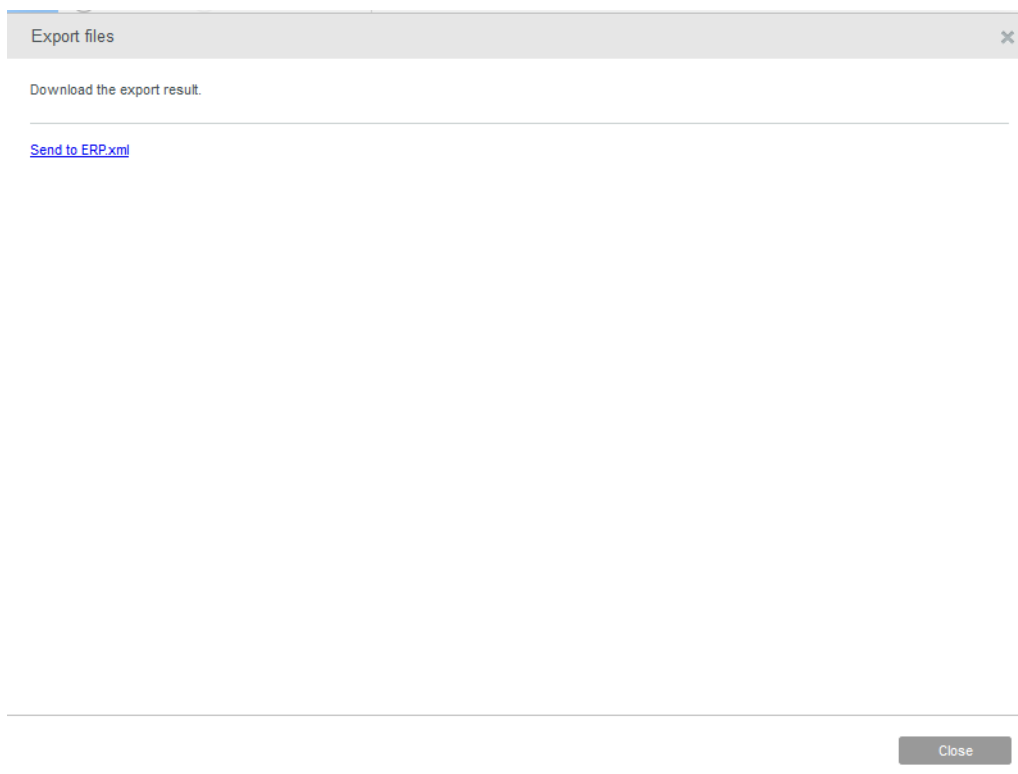 Export files
Download the export result.
Send to ERP.xml
Close